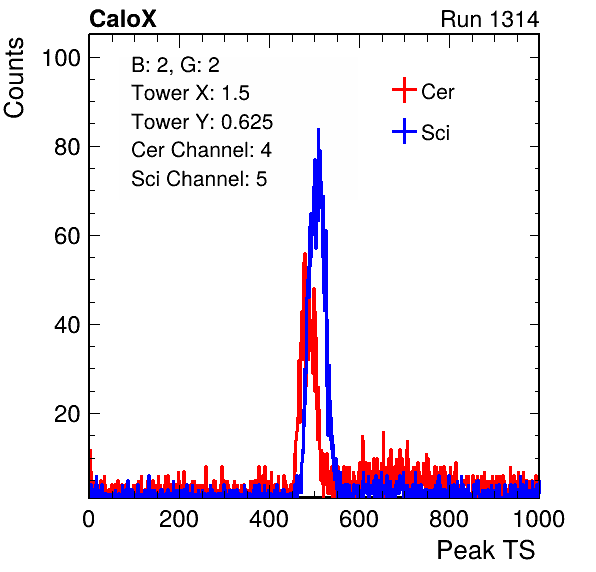 CaloX
Run 1314
Counts
100
80
60
40
20
B: 2, G: 2
Tower X: 1.5
Tower Y: 0.625
Cer Channel: 4
Sci Channel: 5
Cer
Sci
0
200
400
600
800
1000
Peak TS